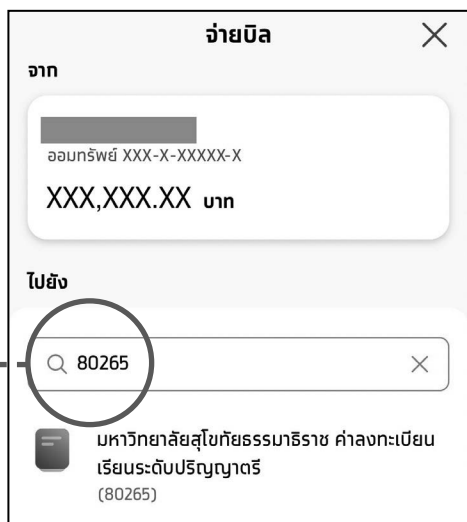 จ่ายบิล
จาก
ออมทรัพย์ XXX-X-XXXXX-X
XXX,XXX.XX บาท
ไปยัง
80265
มหาวิทยาลัยสุโขทัยธรรมาธิราช ค่าลงทะเบียน
เรียนระดับปริญญาตรี
(80265)